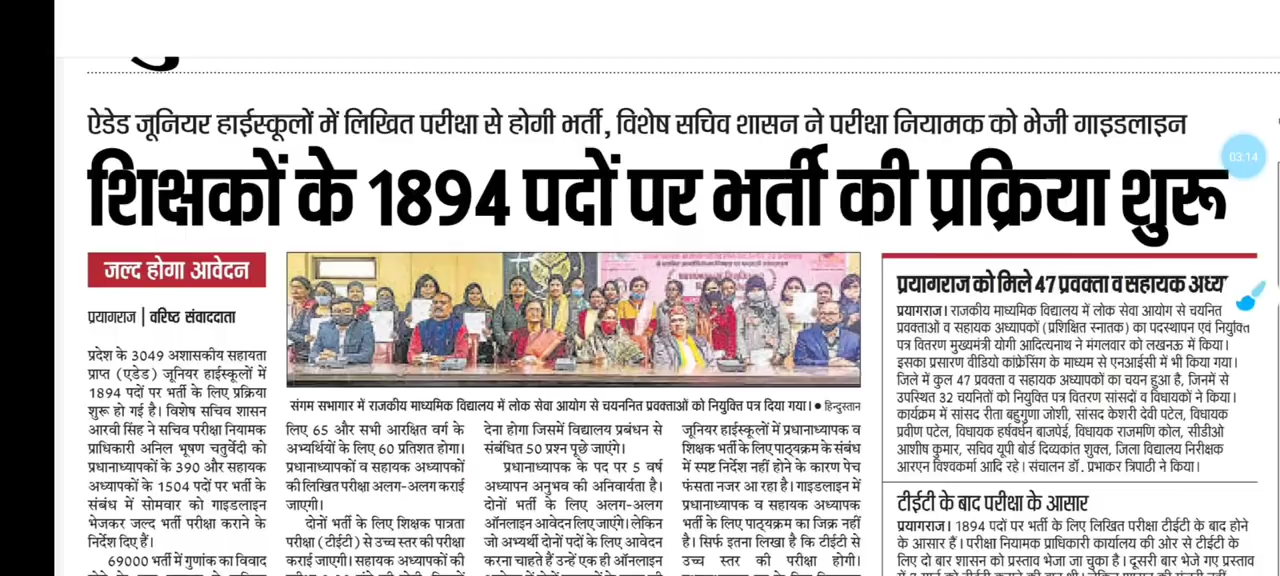 ऐडेड जूनियर हाईस्कूलों में लिखित परीक्षा से होगी भर्ती, विशेष सचिव शासन ने परीक्षा नियामक को भेजी गाइडलाइन
03:14
शिक्षकों के 1894 पदों पर भर्ती की प्रक्रिया शुरू
जल्द होगा आवेदन
प्रयागराज | वरिष्ठ संवाददाता
प्रदेश के 3049 अशासकीय सहायता
प्राप्त (एडेड) जूनियर हाईस्कूलों में
1894 पदों पर भर्ती के लिए प्रक्रिया
शुरू हो गई है। विशेष सचिव शासन
आरवी सिंह ने सचिव परीक्षा नियामक
प्राधिकारी अनिल भूषण चतुर्वेदी को
प्रधानाध्यापकों के 390 और सहायक
अध्यापकों के 1504 पदों पर भर्ती के
संबंध में सोमवार को गाइडलाइन
भेजकर जल्द भर्ती परीक्षा कराने के
निर्देश दिए हैं।
69000 भर्ती में गुणांक का विवाद
संगम सभागार में राजकीय माध्यमिक विद्यालय में लोक सेवा आयोग से चयननित प्रवक्ताओं को नियुक्ति पत्र दिया गया। ● हिन्दुस्तान
लिए 65 और सभी आरक्षित वर्ग के
अभ्यर्थियों के लिए 60 प्रतिशत होगा।
प्रधानाध्यापकों व सहायक अध्यापकों
की लिखित परीक्षा अलग-अलग कराई
जाएगी।
दोनों भर्ती के लिए शिक्षक पात्रता
परीक्षा (टीईटी) से उच्च स्तर की परीक्षा
कराई जाएगी। सहायक अध्यापकों की
देना होगा जिसमें विद्यालय प्रबंधन से
संबंधित 50 प्रश्न पूछे जाएंगे।
प्रधानाध्यापक के पद पर 5 वर्ष
अध्यापन अनुभव की अनिवार्यता है।
दोनों भर्ती के लिए अलग-अलग
ऑनलाइन आवेदन लिए जाएंगे। लेकिन
जो अभ्यर्थी दोनों पदों के लिए आवेदन
करना चाहते हैं उन्हें एक ही ऑनलाइन
जूनियर हाईस्कूलों में प्रधानाध्यापक व
शिक्षक भर्ती के लिए पाठ्यक्रम के संबंध
में स्पष्ट निर्देश नहीं होने के कारण पेच
फंसता नजर आ रहा है। गाइडलाइन में
प्रधानाध्यापक व सहायक अध्यापक
भर्ती के लिए पाठ्यक्रम का जिक्र नहीं
है। सिर्फ इतना लिखा है कि टीईटी से
उच्च स्तर की परीक्षा होगी।
प्रयागराज को मिले 47 प्रवक्ता व सहायक अध्या
प्रयागराज। राजकीय माध्यमिक विद्यालय में लोक सेवा आयोग से चयनित
प्रवक्ताओं व सहायक अध्यापकों (प्रशिक्षित स्नातक) का पदस्थापन एवं नियुक्ति
पत्र वितरण मुख्यमंत्री योगी आदित्यनाथ ने मंगलवार को लखनऊ में किया।
इसका प्रसारण वीडियो कांफ्रेसिंग के माध्यम से एनआईसी में भी किया गया।
जिले में कुल 47 प्रवक्ता व सहायक अध्यापकों का चयन हुआ है, जिनमें से
उपस्थित 32 चयनितों को नियुक्ति पत्र वितरण सांसदों व विधायकों ने किया।
कार्यक्रम में सांसद रीता बहुगुणा जोशी, सांसद केशरी देवी पटेल, विधायक
प्रवीण पटेल, विधायक हर्षवर्धन बाजपेई, विधायक राजमणि कोल, सीडीओ
आशीष कुमार, सचिव यूपी बोर्ड दिव्यकांत शुक्ल, जिला विद्यालय निरीक्षक
आरएन विश्वकर्मा आदि रहे। संचालन डॉ. प्रभाकर त्रिपाठी ने किया।
टीईटी के बाद परीक्षा के आसार
प्रयागराज। 1894 पदों पर भर्ती के लिए लिखित परीक्षा टीईटी के बाद होने
के आसार हैं। परीक्षा नियामक प्राधिकारी कार्यालय की ओर से टीईटी के
लिए दो बार शासन को प्रस्ताव भेजा जा चुका है। दूसरी बार भेजे गए प्रस्ताव